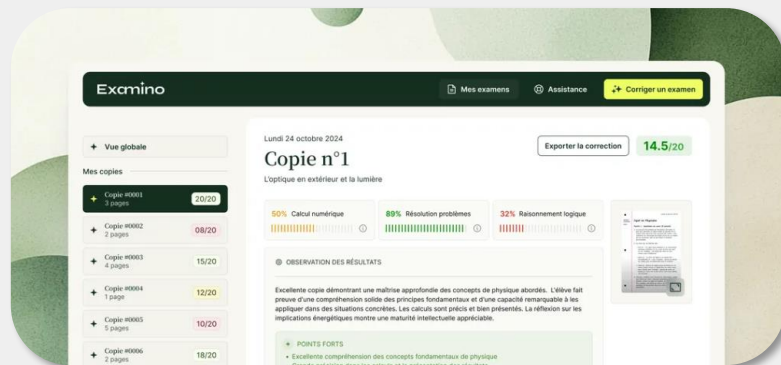 Examino
Mes examens
Assistance
Corriger un examen
Vue globale
Mes copies
Copie #0001
3 pages
20/20
Copie #0002
2 pages
08/20
Copie #0003
4 pages
15/20
Copie #0004
1 page
12/20
Copie #0005
5 pages
10/20
Copie #0006
2 pages
18/20
Lundi 24 octobre 2024
Copie n°1
L'optique en extérieur et la lumière
Exporter la correction
14.5/20
50% Calcul numérique
89% Résolution problèmes
32% Raisonnement logique
OBSERVATION DES RÉSULTATS
Excellente copie démontrant une maîtrise approfondie des concepts de physique abordés. L'élève fait
preuve d'une compréhension solide des principes fondamentaux et d'une capacité remarquable à les
appliquer dans des situations concrètes. Les calculs sont précis et bien présentés. La réflexion sur les
implications énergétiques montre une maturité intellectuelle appréciable.
POINTS FORTS
• Excellente compréhension des concepts fondamentaux de physique